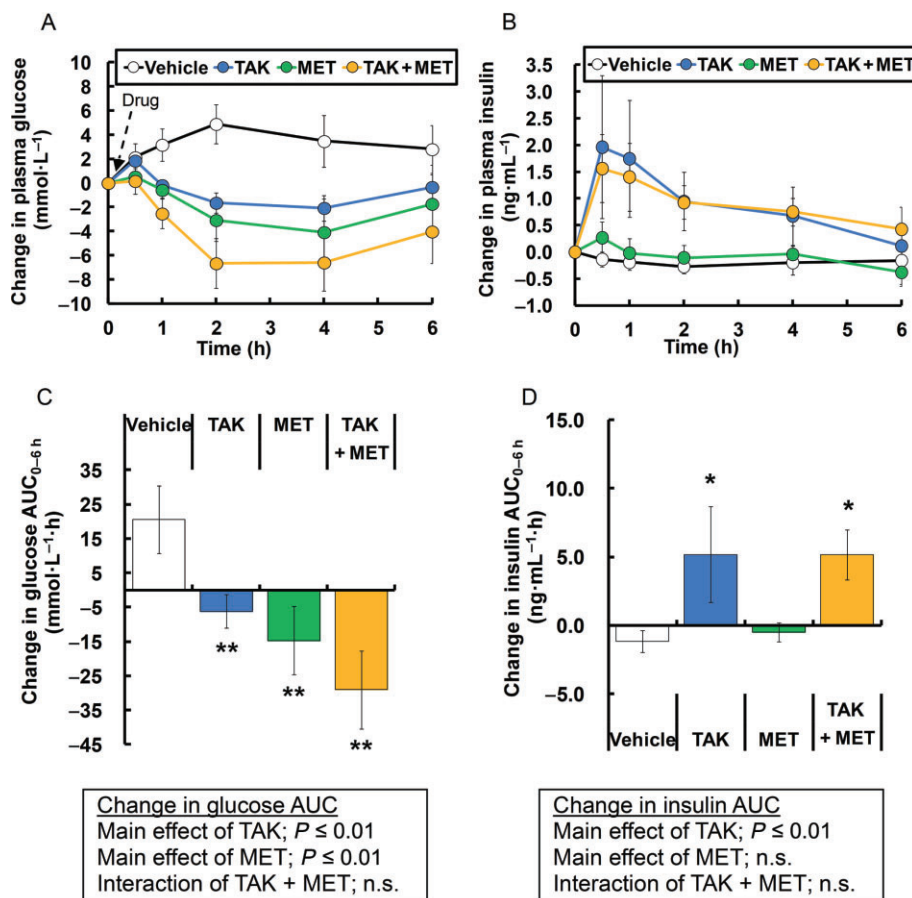 A
Vehicle TAK MET TAK + MET
Drug
Change in plasma glucose
(mmol·L⁻¹)
10
8
6
4
2
0
−2
−4
−6
−8
−10
0 1 2 3 4 5 6
Time (h)
B
Vehicle TAK MET TAK + MET
Change in plasma insulin
(ng·mL⁻¹)
3.5
3.0
2.5
2.0
1.5
1.0
0.5
0.0
−0.5
−1.0
0 1 2 3 4 5 6
Time (h)
C
Vehicle TAK MET TAK
+ MET
Change in glucose AUC₀₋₆ ₕ
(mmol·L⁻¹·h)
35
25
15
5
−5
−15
−25
−35
−45
**
**
**
D
Change in insulin AUC₀₋₆ ₕ
(ng·mL⁻¹·h)
15.0
10.0
5.0
0.0
−5.0
*
*
Vehicle TAK MET TAK
+ MET
Change in glucose AUC
Main effect of TAK; P ≤ 0.01
Main effect of MET; P ≤ 0.01
Interaction of TAK + MET; n.s.
Change in insulin AUC
Main effect of TAK; P ≤ 0.01
Main effect of MET; n.s.
Interaction of TAK + MET; n.s.